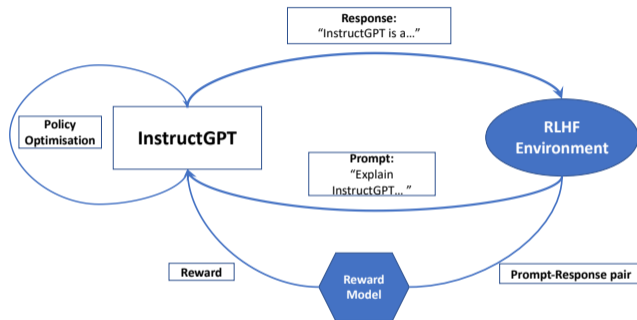 Response:
“InstructGPT is a…”
Policy
Optimisation
InstructGPT
RLHF
Environment
Prompt:
“Explain
InstructGPT… ”
Reward
Reward
Model
Prompt-Response pair